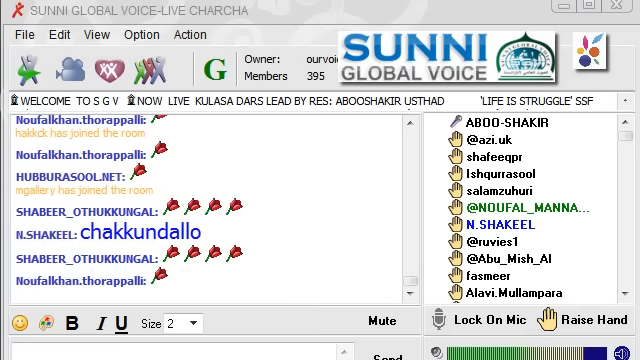 SUNNI GLOBAL VOICE-LIVE CHARCHA
File Edit View Option Action
G Owner: ourvoi
Members 395
SUNNI
GLOBAL VOICE
WELCOME TO S G V NOW LIVE KULASA DARS LEAD BY RES: ABOOSHAKIR USTHAD 'LIFE IS STRUGGLE' SSF
Noufalkhan.thorappalli:
hakkck has joined the room
Noufalkhan.thorappalli:
HUBBURASOOL.NET:
mgallery has joined the room
SHABEER_OTHUKKUNGAL:
N.SHAKEEL: chakkundallo
SHABEER_OTHUKKUNGAL:
Noufalkhan.thorappalli:
ABOO-SHAKIR
@azi.uk
shafeeqpr
Ishqurrasool
salamzuhuri
@NOUFAL_MANNA...
N.SHAKEEL
@ruvies1
@Abu_Mish_Al
fasmeer
Alavi.Mullampara
B I U Size 2 Mute
Lock On Mic Raise Hand
Send